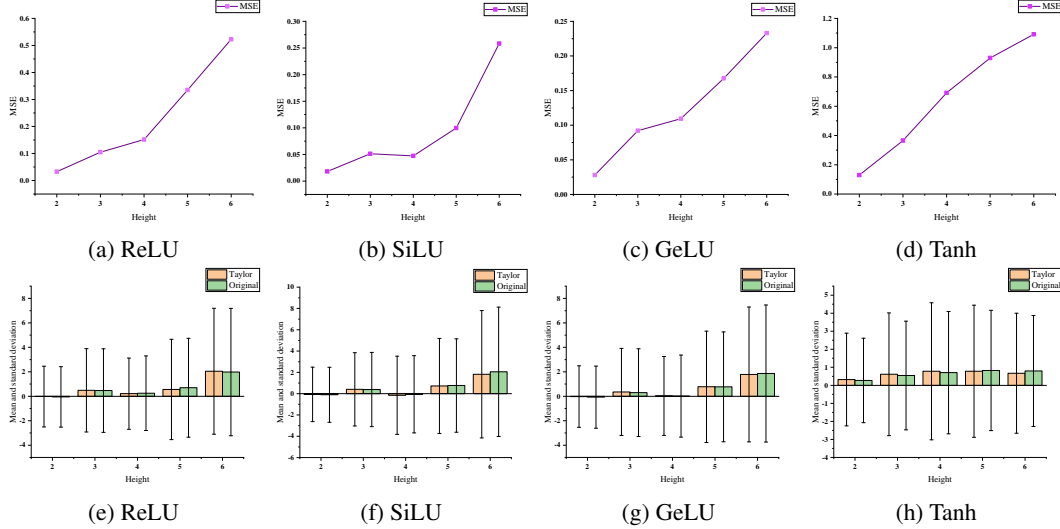 MSE
0.6
0.5
0.4
0.3
0.2
0.1
0.0
MSE
2 3 4 5 6
Height
(a) ReLU
MSE
0.30
0.25
0.20
0.15
0.10
0.05
0.00
MSE
2 3 4 5 6
Height
(b) SiLU
MSE
0.25
0.20
0.15
0.10
0.05
0.00
MSE
2 3 4 5 6
Height
(c) GeLU
MSE
1.2
1.0
0.8
0.6
0.4
0.2
0.0
MSE
2 3 4 5 6
Height
(d) Tanh
Taylor
Original
8
6
4
2
0
-2
-4
Mean and standard deviation
2 3 4 5 6
Height
(e) ReLU
Taylor
Original
10
8
6
4
2
0
-2
-4
-6
Mean and standard deviation
2 3 4 5 6
Height
(f) SiLU
Taylor
Original
8
6
4
2
0
-2
-4
Mean and standard deviation
2 3 4 5 6
Height
(g) GeLU
Taylor
Original
5
4
3
2
1
0
-1
-2
-3
-4
Mean and standard deviation
2 3 4 5 6
Height
(h) Tanh